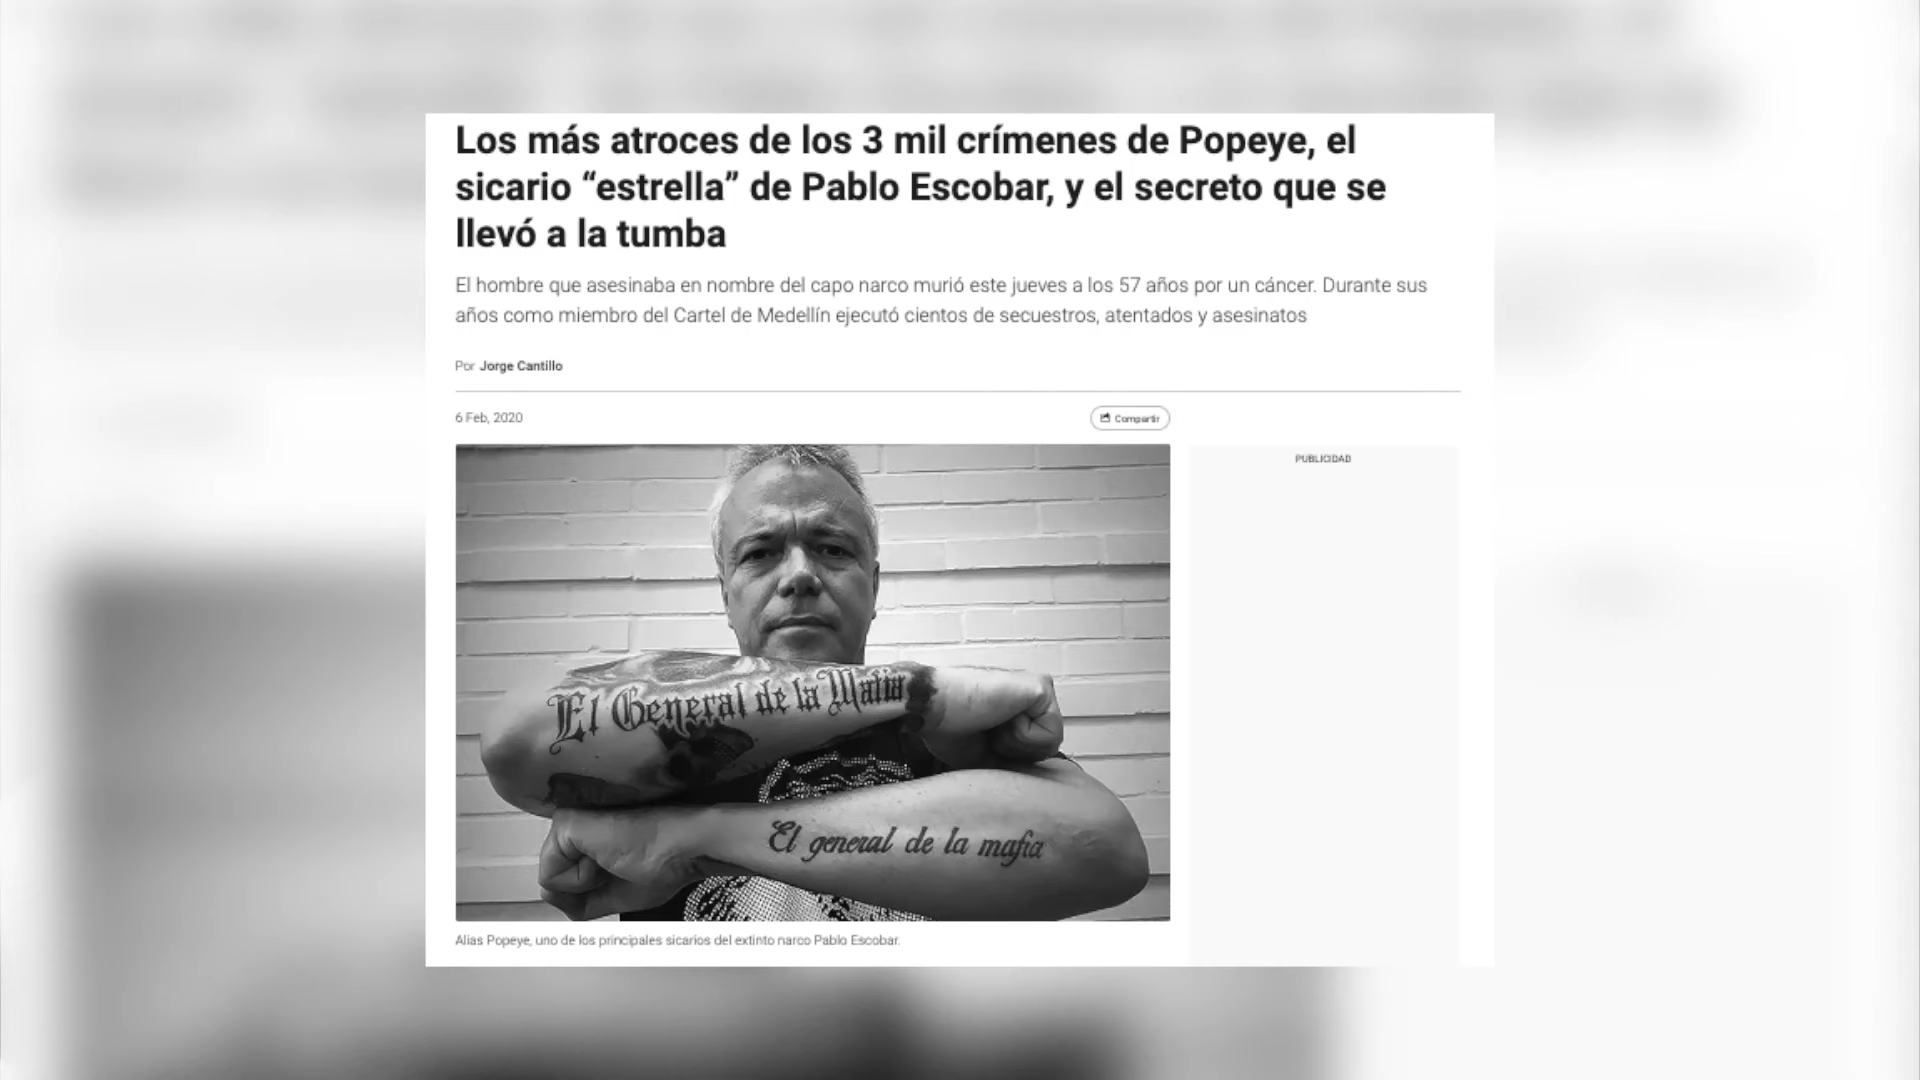 Los más atroces de los 3 mil crímenes de Popeye, el
sicario “estrella” de Pablo Escobar, y el secreto que se
llevó a la tumba
El hombre que asesinaba en nombre del capo narco murió este jueves a los 57 años por un cáncer. Durante sus
años como miembro del Cartel de Medellín ejecutó cientos de secuestros, atentados y asesinatos
Por Jorge Cantillo
6 Feb, 2020
Compartir
PUBLICIDAD
El General de la Mafia
El general de la mafia
Alias Popeye, uno de los principales sicarios del extinto narco Pablo Escobar.